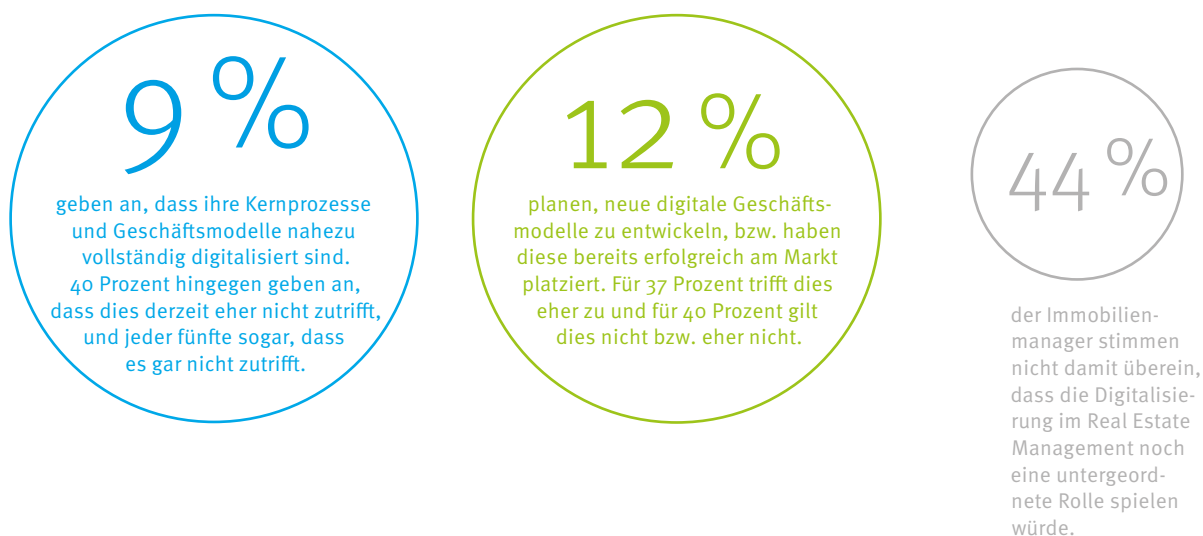 9 %
geben an, dass ihre Kernprozesse
und Geschäftsmodelle nahezu
vollständig digitalisiert sind.
40 Prozent hingegen geben an,
dass dies derzeit eher nicht zutrifft,
und jeder fünfte sogar, dass
es gar nicht zutrifft.
12 %
planen, neue digitale Geschäfts-
modelle zu entwickeln, bzw. haben
diese bereits erfolgreich am Markt
platziert. Für 37 Prozent trifft dies
eher zu und für 40 Prozent gilt
dies nicht bzw. eher nicht.
44 %
der Immobilien-
manager stimmen
nicht damit überein,
dass die Digitalisie-
rung im Real Estate
Management noch
eine untergeord-
nete Rolle spielen
würde.